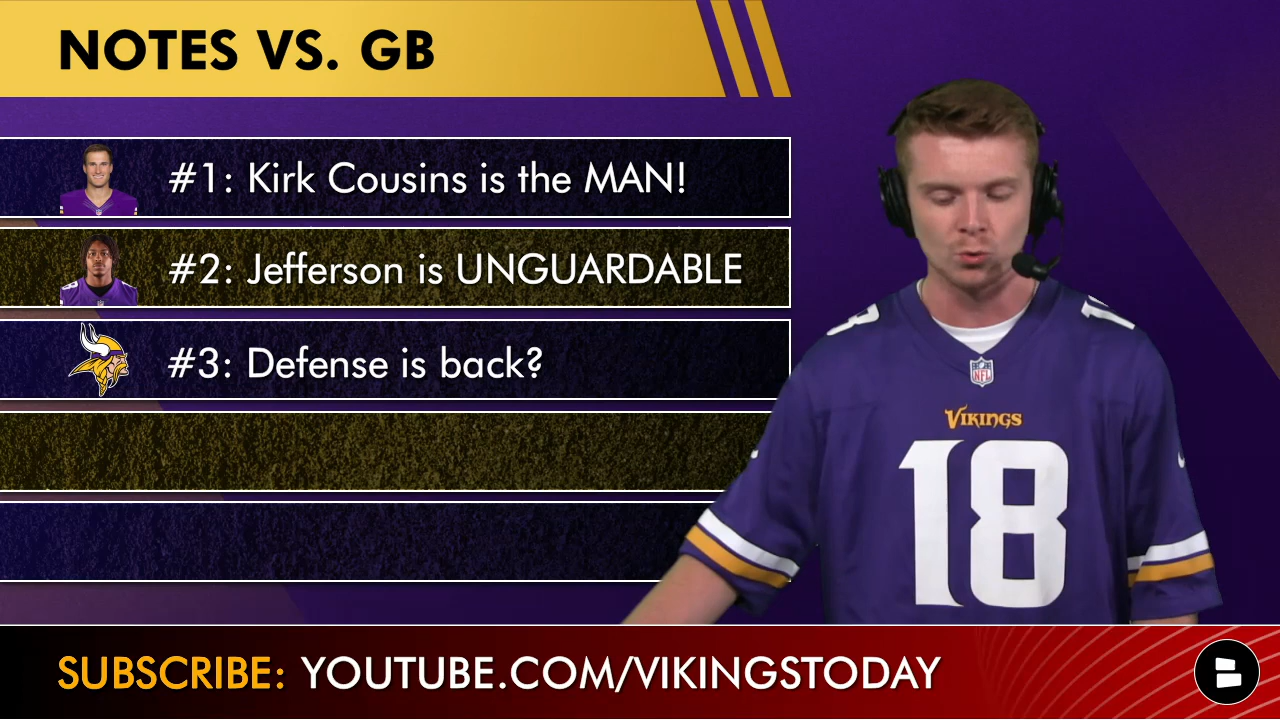 NOTES VS. GB
#1: Kirk Cousins is the MAN!
#2: Jefferson is UNGUARDABLE
#3: Defense is back?
NFL
VIKINGS
18
SUBSCRIBE: YOUTUBE.COM/VIKINGSTODAY